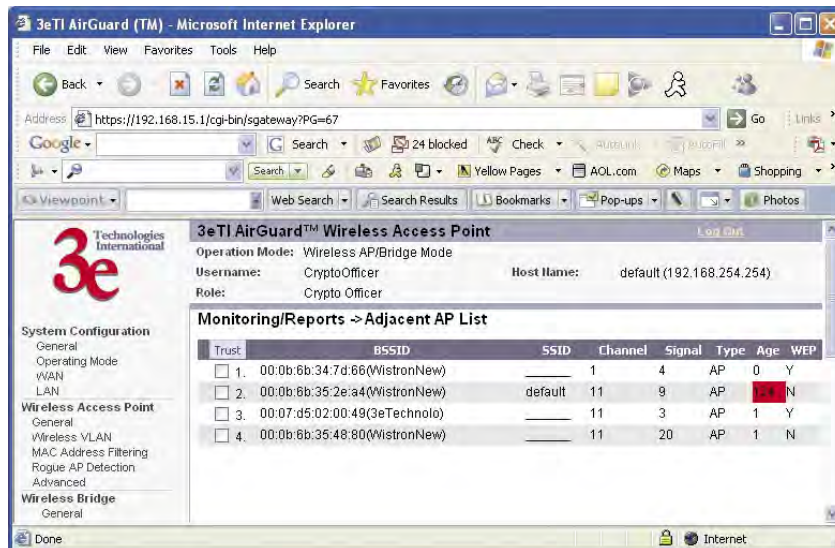 3eTI AirGuard (TM) - Microsoft Internet Explorer
File Edit View Favorites Tools Help
Back Search Favorites
Address https://192.168.15.1/cgi-bin/sgateway?PG=67 Go Links »
Google Search 24 blocked Check AutoLink AutoFill »
Search Yellow Pages AOL.com Maps Shopping »
Viewpoint Web Search Search Results Bookmarks Pop-ups Photos
3e Technologies International
System Configuration
General
Operating Mode
WAN
LAN
Wireless Access Point
General
Wireless VLAN
MAC Address Filtering
Rogue AP Detection
Advanced
Wireless Bridge
General
3eTI AirGuard™ Wireless Access Point Log Out
Operation Mode: Wireless AP/Bridge Mode
Username: CryptoOfficer Host Name: default (192.168.254.254)
Role: Crypto Officer
Monitoring/Reports ->Adjacent AP List
Trust BSSID SSID Channel Signal Type Age WEP
1. 00:0b:6b:34:7d:66(WistronNew) ______ 1 4 AP 0 Y
2. 00:0b:6b:35:2e:a4(WistronNew) default 11 9 AP N
3. 00:07:d5:02:00:49(3eTechnolo) ______ 11 3 AP 1 Y
4. 00:0b:6b:35:48:80(WistronNew) ______ 11 20 AP 1 N
Done Internet